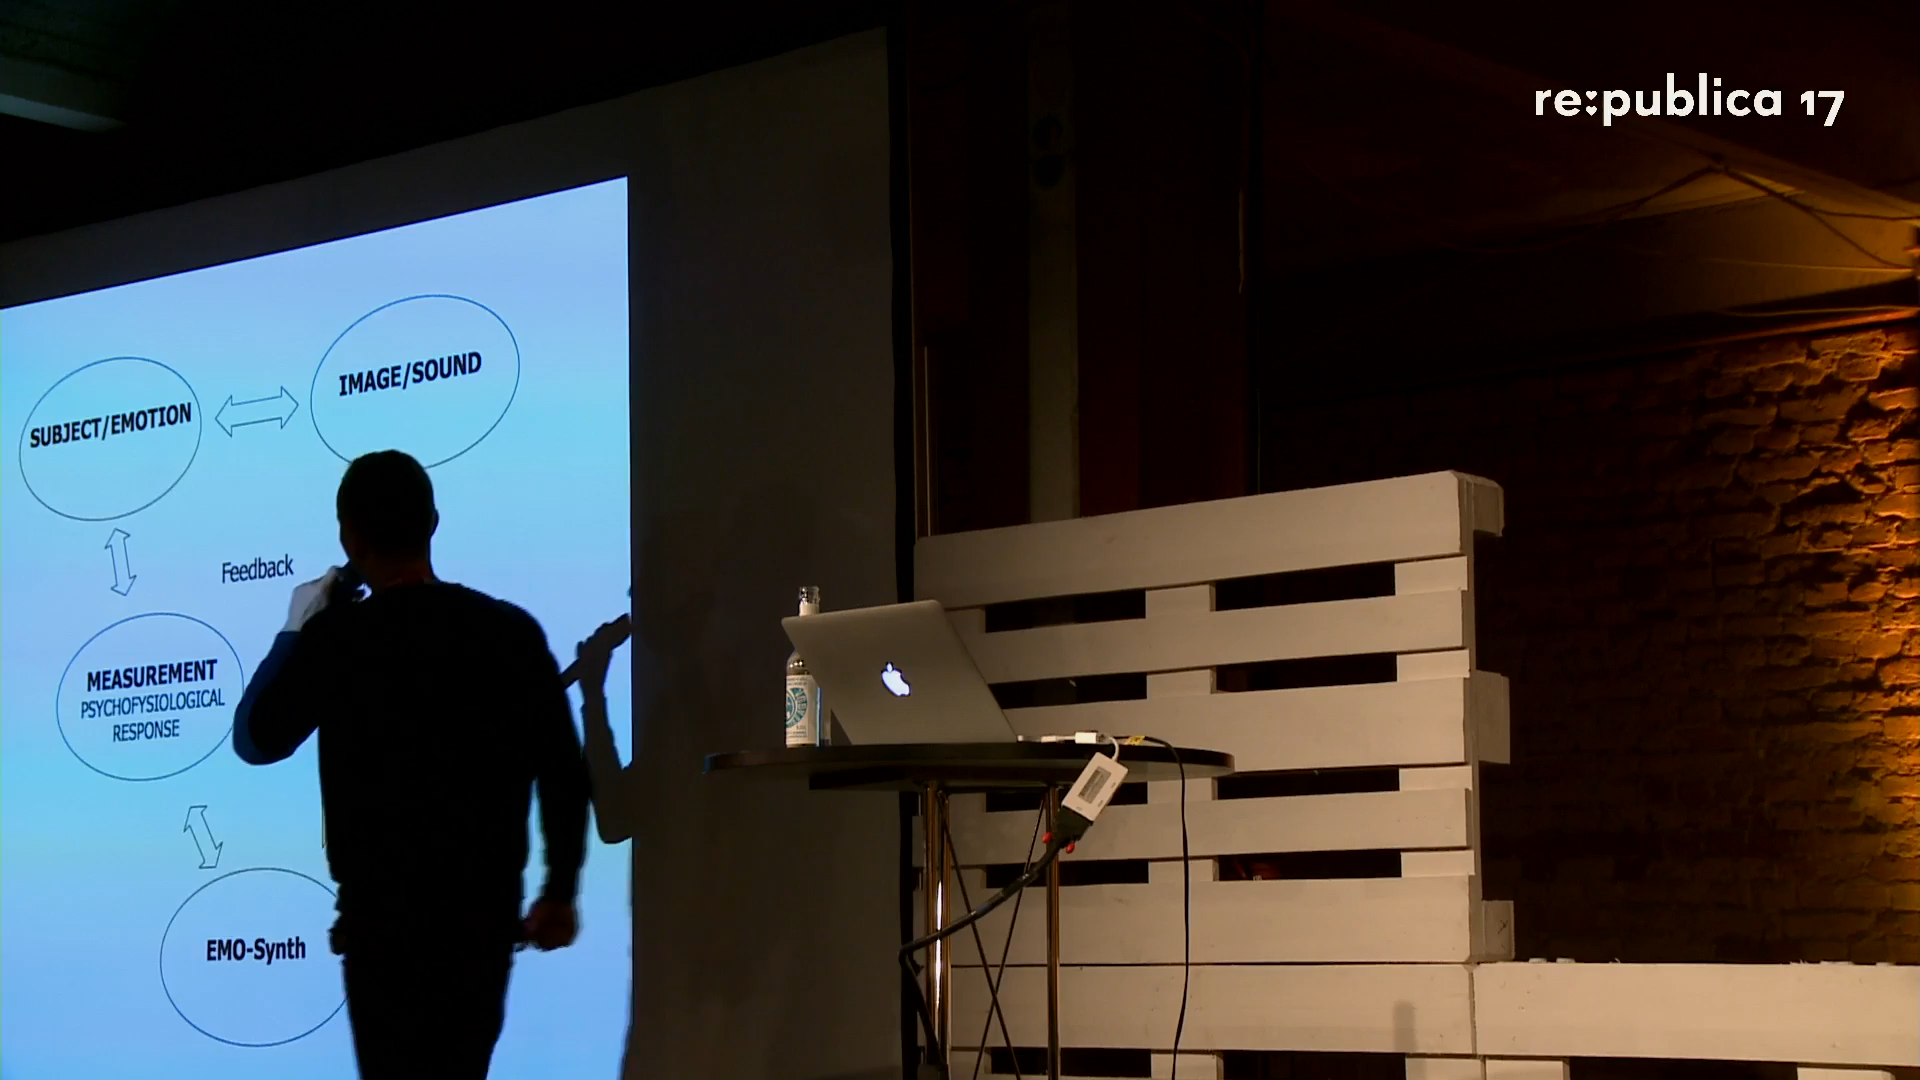 re:publica 17
IMAGE/SOUND
SUBJECT/EMOTION
Feedback
MEASUREMENT
PSYCHOFYSIOLOGICAL
RESPONSE
EMO-Synth